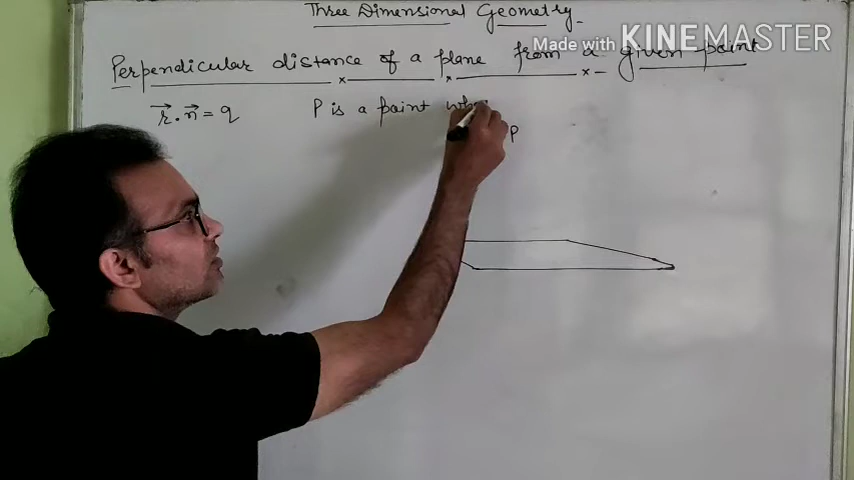 Three Dimensional Geometry
Made with KINEMASTER
Perpendicular distance of a plane from a given point
r⃗.n⃗ = q P is a point
P